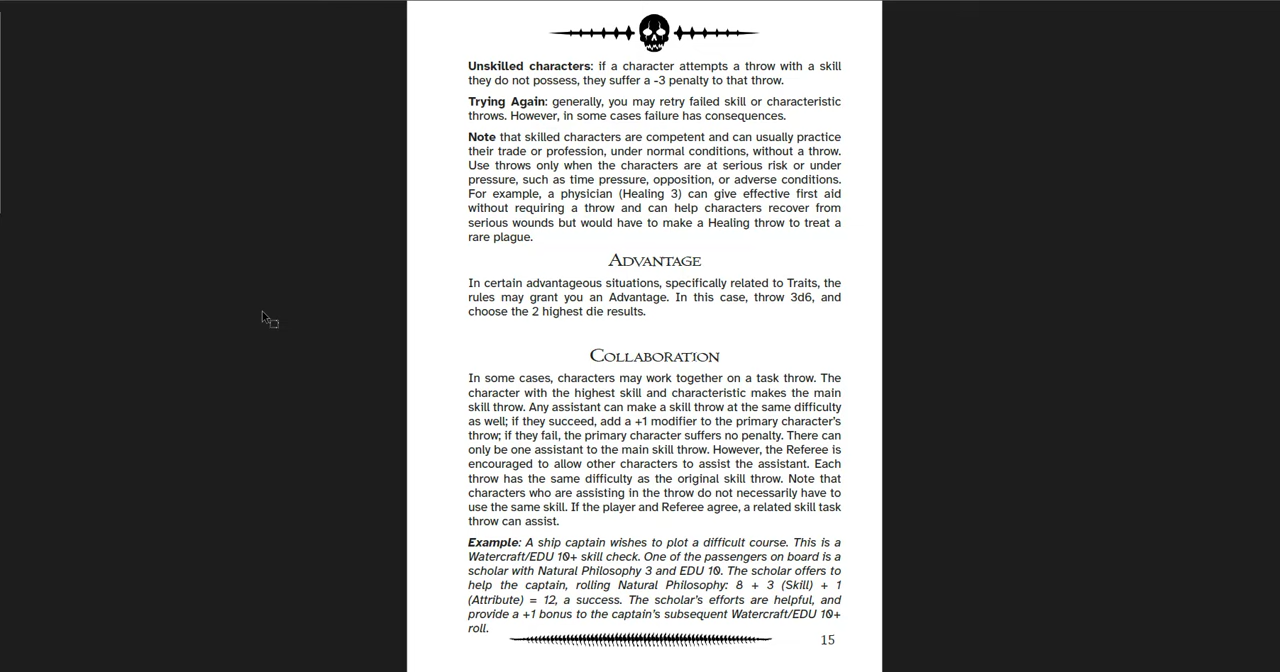 Unskilled characters: if a character attempts a throw with a skill
they do not possess, they suffer a -3 penalty to that throw.
Trying Again: generally, you may retry failed skill or characteristic
throws. However, in some cases failure has consequences.
Note that skilled characters are competent and can usually practice
their trade or profession, under normal conditions, without a throw.
Use throws only when the characters are at serious risk or under
pressure, such as time pressure, opposition, or adverse conditions.
For example, a physician (Healing 3) can give effective first aid
without requiring a throw and can help characters recover from
serious wounds but would have to make a Healing throw to treat a
rare plague.
Advantage
In certain advantageous situations, specifically related to Traits, the
rules may grant you an Advantage. In this case, throw 3d6, and
choose the 2 highest die results.
Collaboration
In some cases, characters may work together on a task throw. The
character with the highest skill and characteristic makes the main
skill throw. Any assistant can make a skill throw at the same difficulty
as well; if they succeed, add a +1 modifier to the primary character's
throw; if they fail, the primary character suffers no penalty. There can
only be one assistant to the main skill throw. However, the Referee is
encouraged to allow other characters to assist the assistant. Each
throw has the same difficulty as the original skill throw. Note that
characters who are assisting in the throw do not necessarily have to
use the same skill. If the player and Referee agree, a related skill task
throw can assist.
Example: A ship captain wishes to plot a difficult course. This is a
Watercraft/EDU 10+ skill check. One of the passengers on board is a
scholar with Natural Philosophy 3 and EDU 10. The scholar offers to
help the captain, rolling Natural Philosophy: 8 + 3 (Skill) + 1
(Attribute) = 12, a success. The scholar's efforts are helpful, and
provide a +1 bonus to the captain's subsequent Watercraft/EDU 10+
roll.
15